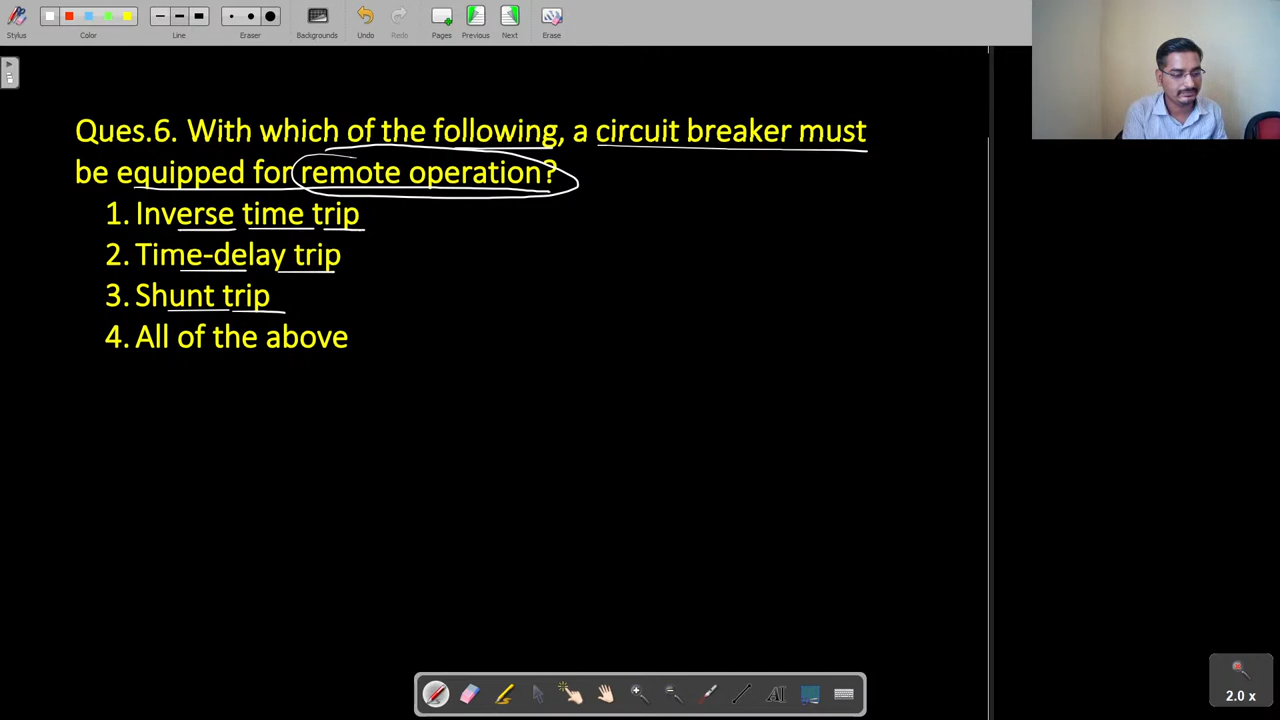 Stylus Color Line Eraser Backgrounds Undo Redo Pages Previous Next Erase
Ques.6. With which of the following, a circuit breaker must
be equipped for remote operation?
1. Inverse time trip
2. Time-delay trip
3. Shunt trip
4. All of the above
AI
2.0 x